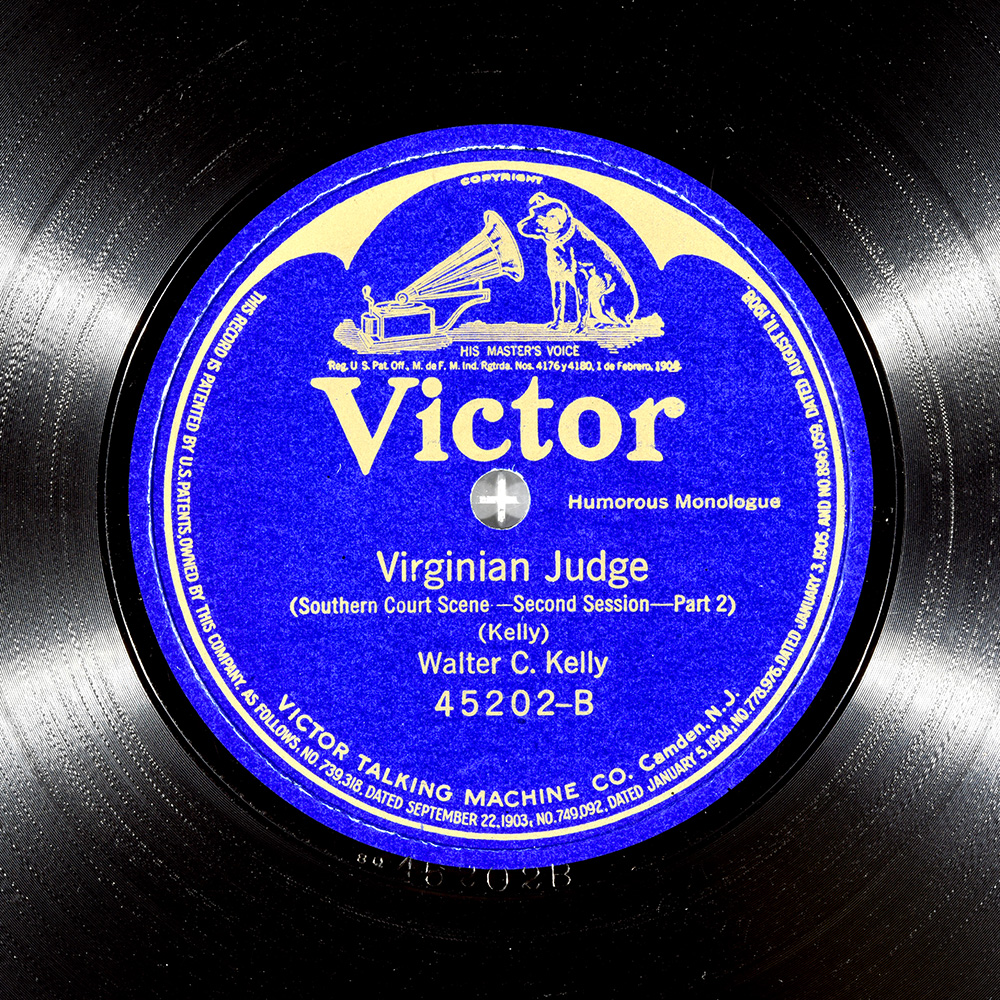 COPYRIGHT
HIS MASTER'S VOICE
Reg. U. S. Pat. Off., M. de F. M. Ind. Rgtrda. Nos. 4176 y 4180, 1 de Febrero, 1904.
Victor
Humorous Monologue
Virginian Judge
(Southern Court Scene—Second Session—Part 2)
(Kelly)
Walter C. Kelly
45202-B
VICTOR TALKING MACHINE CO. Camden, N.J.
THIS RECORD IS PATENTED BY U.S. PATENTS, OWNED BY THIS COMPANY, AS FOLLOWS, NO. 739,318, DATED SEPTEMBER 22, 1903; NO. 749,092, DATED JANUARY 5, 1904, NO. 778,976, DATED JANUARY 3, 1905, AND NO. 896,059, DATED AUGUST 11, 1908.